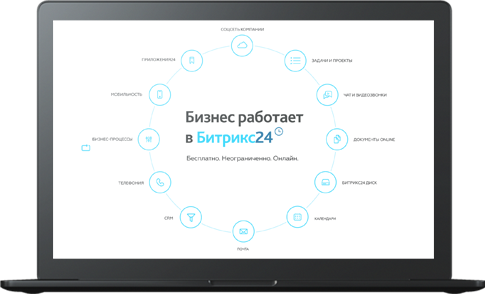 СОЦСЕТЬ КОМПАНИИ
ПРИЛОЖЕНИЯ
ЗАДАЧИ И ПРОЕКТЫ
МОБИЛЬНОСТЬ
ЧАТ И ВИДЕОЗВОНКИ
Бизнес работает
в Битрикс24
БИЗНЕС-ПРОЦЕССЫ
ДОКУМЕНТЫ ONLINE
Бесплатно. Неограниченно. Онлайн.
ТЕЛЕФОНИЯ
БИТРИКС24.ДИСК
CRM
КАЛЕНДАРИ
ПОЧТА